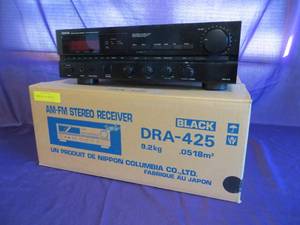 DENON
AM-FM STEREO RECEIVER
BLACK
DRA-425
9.2kg .0518m³
UN PRODUIT DE NIPPON COLUMBIA CO.,LTD.
FABRIQUE AU JAPON